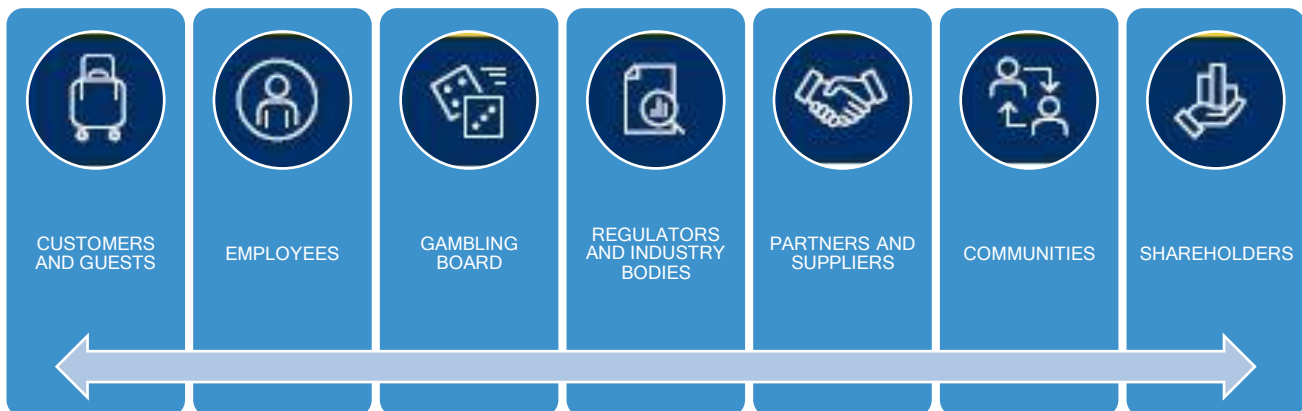 CUSTOMERS
AND GUESTS
EMPLOYEES
GAMBLING
BOARD
REGULATORS
AND INDUSTRY
BODIES
PARTNERS AND
SUPPLIERS
COMMUNITIES
SHAREHOLDERS